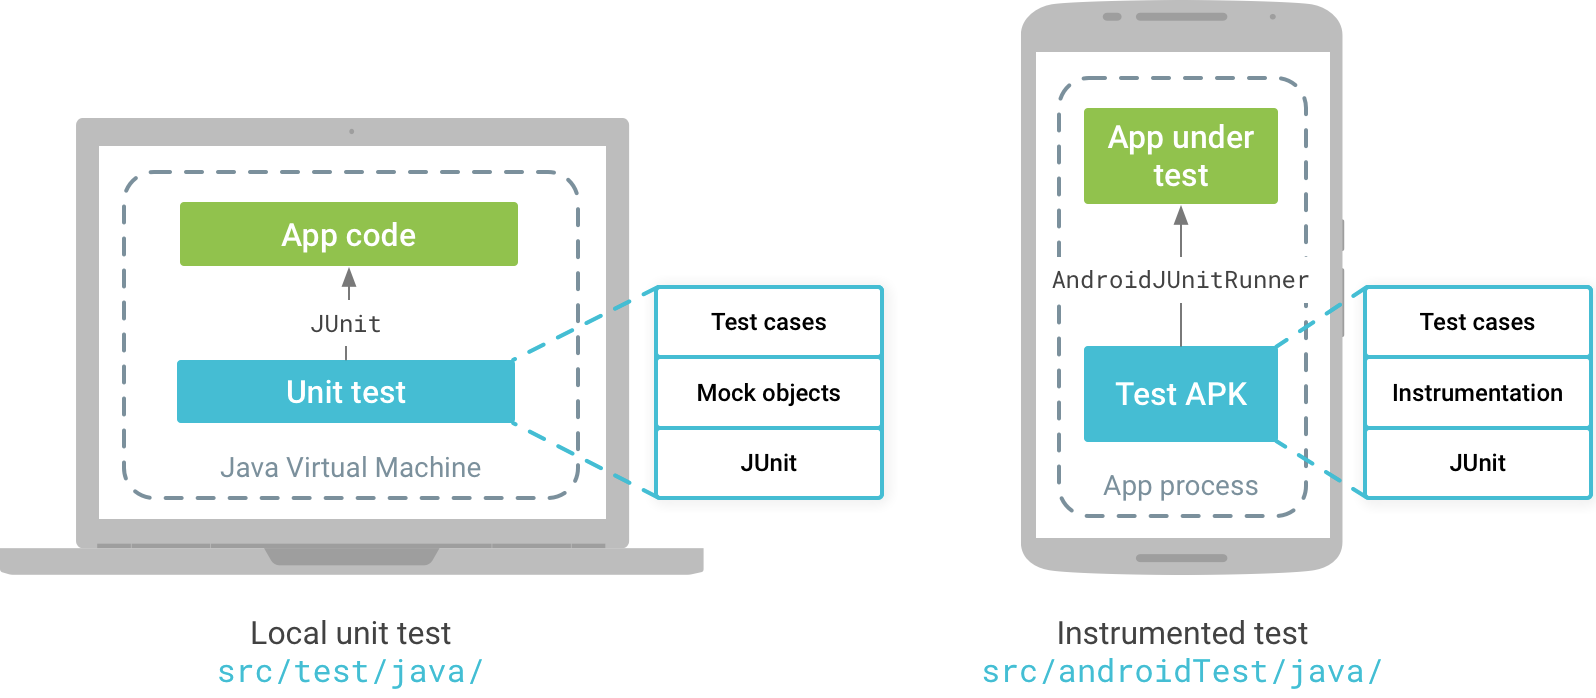 App code
JUnit
Unit test
Java Virtual Machine
Test cases
Mock objects
JUnit
Local unit test
src/test/java/
App under
test
AndroidJUnitRunner
Test APK
App process
Test cases
Instrumentation
JUnit
Instrumented test
src/androidTest/java/